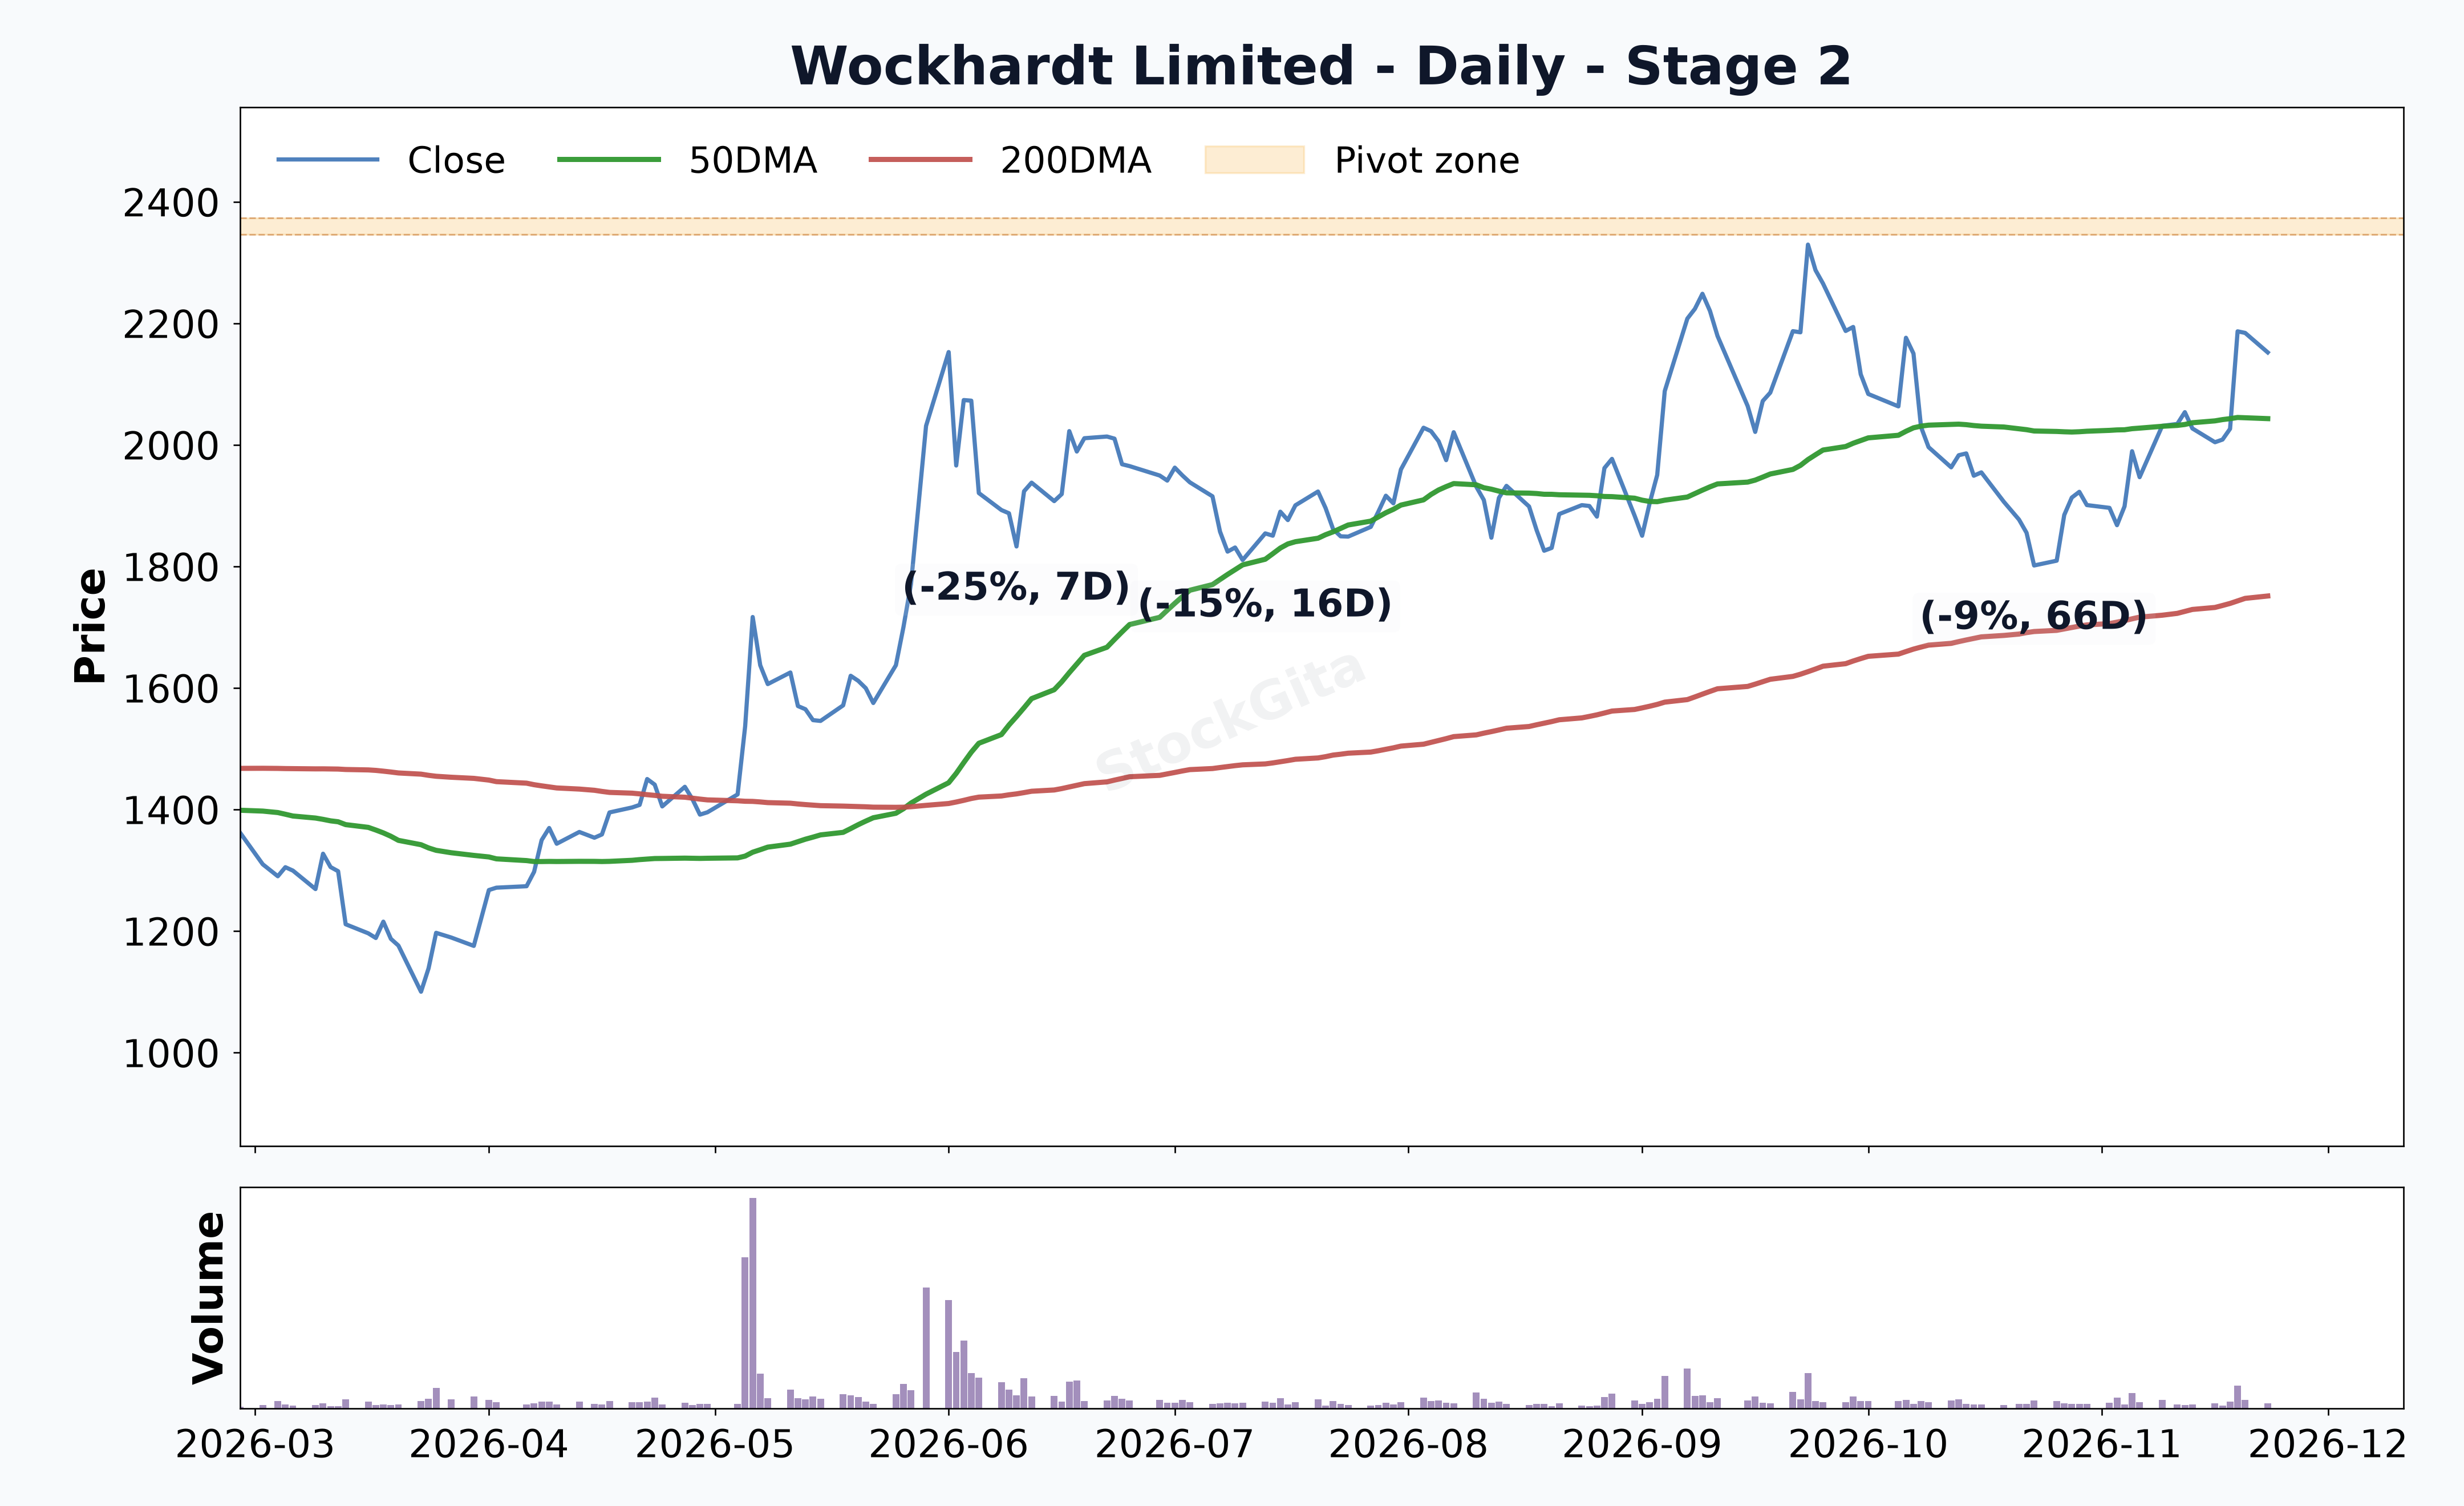 Wockhardt Limited - Daily - Stage 2
Close 50DMA 200DMA Pivot zone
Price
2400
2200
2000
1800
1600
1400
1200
1000
(-25%, 7D)
(-15%, 16D)
(-9%, 66D)
StockGita
Volume
2026-03 2026-04 2026-05 2026-06 2026-07 2026-08 2026-09 2026-10 2026-11 2026-12